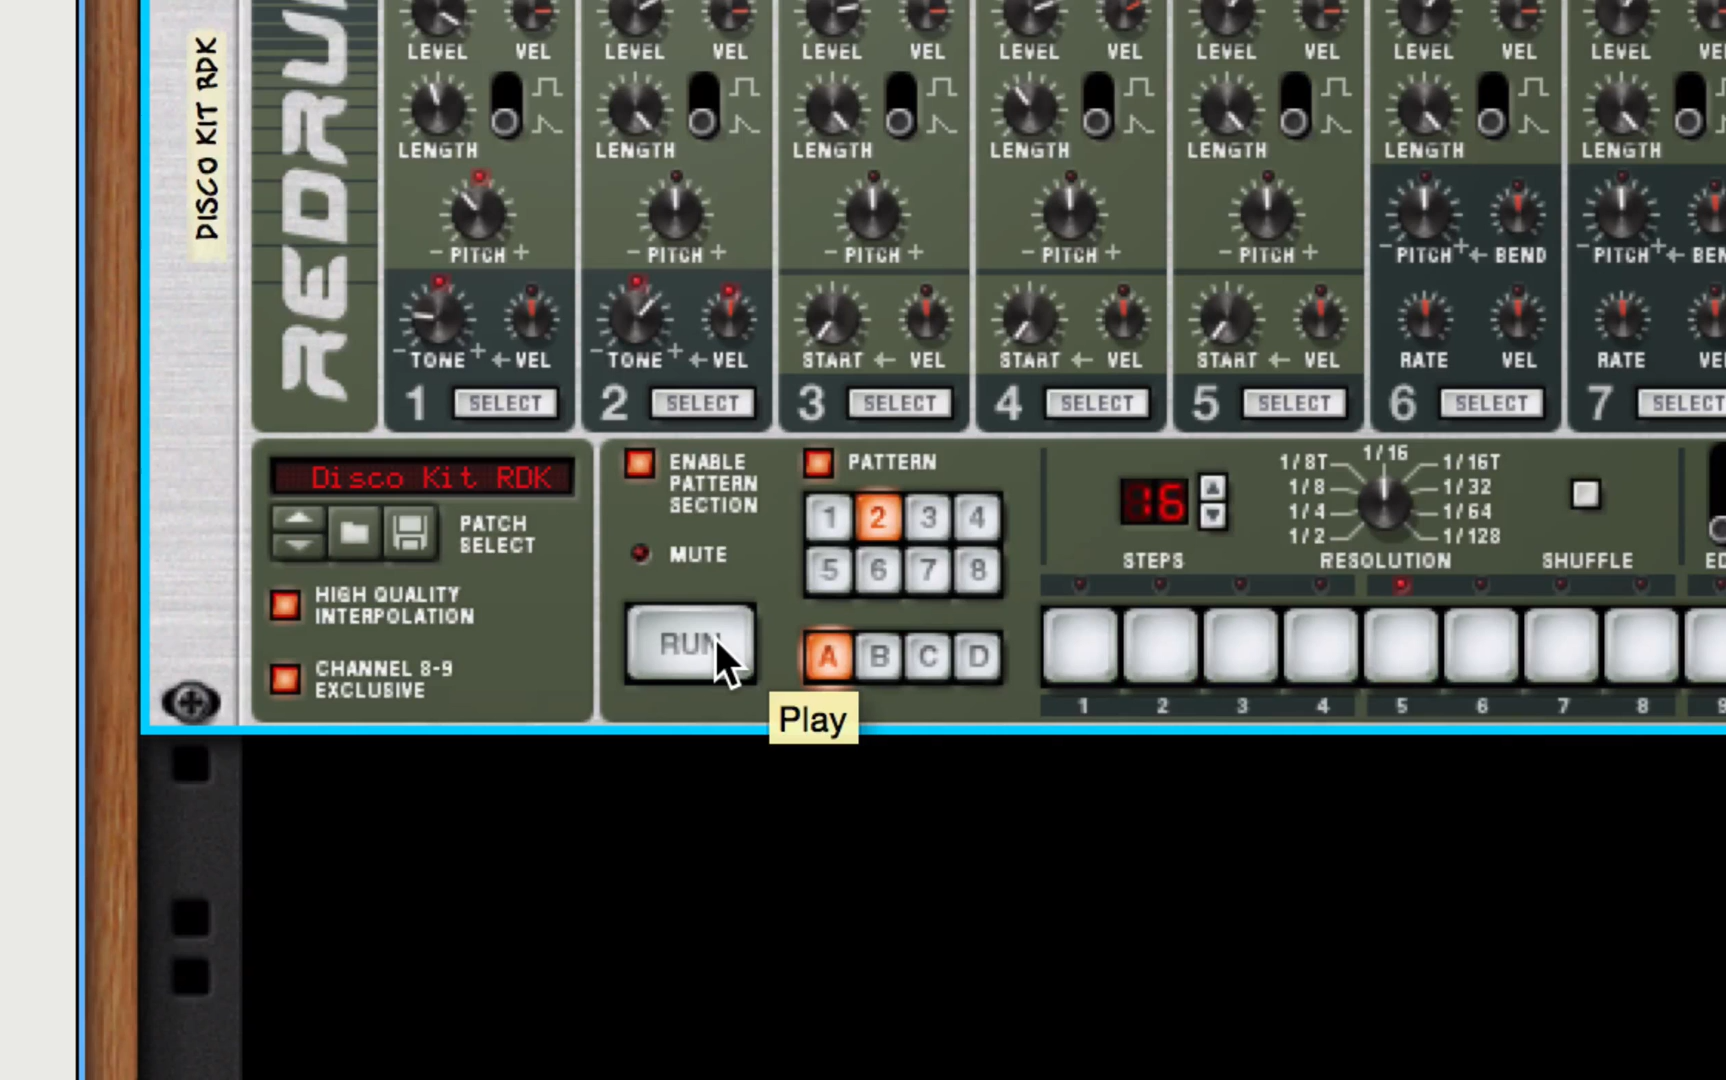 DISCO KIT RDK
LEVEL VEL LEVEL VEL LEVEL VEL LEVEL VEL LEVEL VEL LEVEL VEL LEVEL
LENGTH LENGTH LENGTH LENGTH LENGTH LENGTH LENGTH
- PITCH + - PITCH + - PITCH + - PITCH + - PITCH + - PITCH + ← BEND - PITCH + ←
- TONE + ← VEL - TONE + ← VEL START ← VEL START ← VEL START ← VEL RATE VEL RATE
1 SELECT 2 SELECT 3 SELECT 4 SELECT 5 SELECT 6 SELECT 7 SELECT
Disco Kit RDK
PATCH
SELECT
HIGH QUALITY
INTERPOLATION
CHANNEL 8-9
EXCLUSIVE
ENABLE
PATTERN
SECTION
MUTE
RUN
PATTERN
1 2 3 4
5 6 7 8
A B C D
Play
16
STEPS
1/16
1/8T 1/16T
1/8 1/32
1/4 1/64
1/2 1/128
RESOLUTION
SHUFFLE
1 2 3 4 5 6 7 8